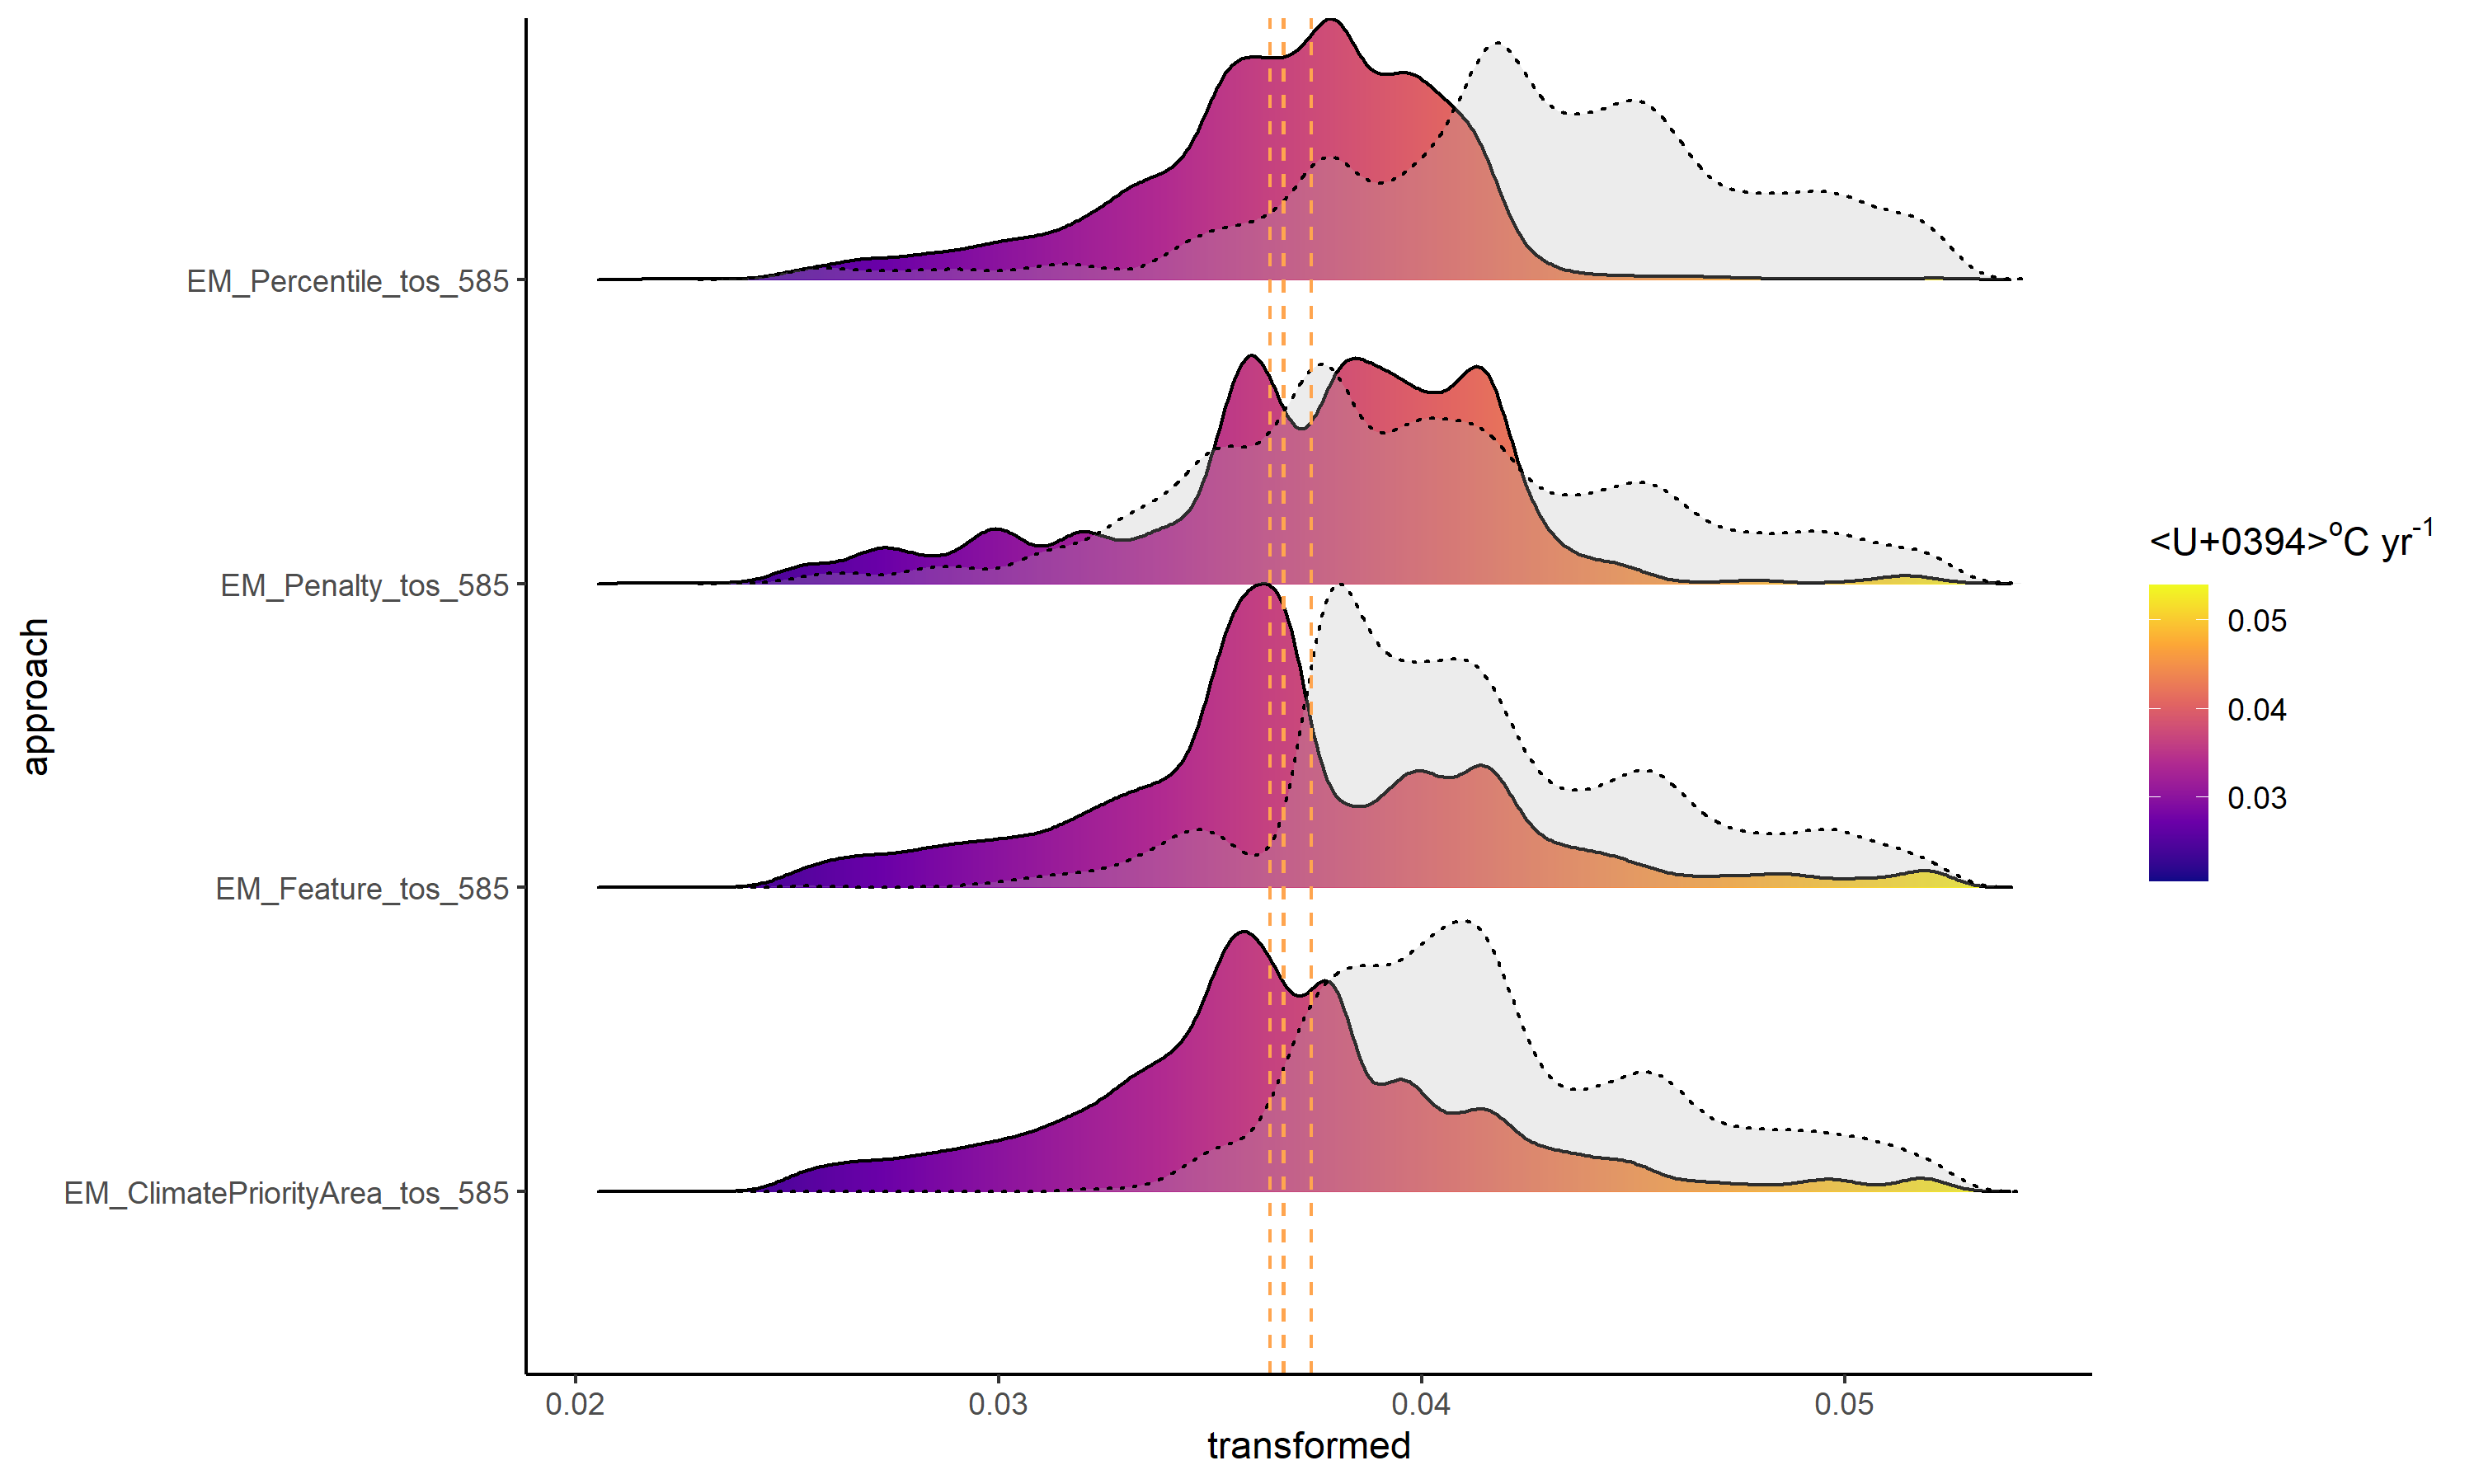 EM_Percentile_tos_585
EM_Penalty_tos_585
EM_Feature_tos_585
EM_ClimatePriorityArea_tos_585
approach
0.02
0.03
0.04
0.05
transformed
<U+0394>ºC yr⁻¹
0.05
0.04
0.03